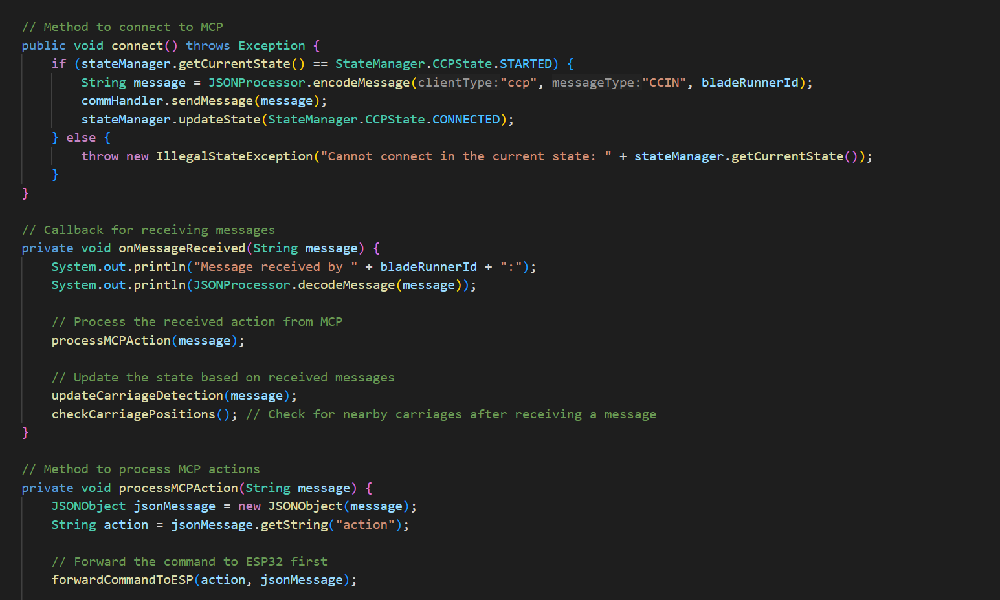 // Method to connect to MCP
public void connect() throws Exception {
    if (stateManager.getCurrentState() == StateManager.CCPState.STARTED) {
        String message = JSONProcessor.encodeMessage(clientType:"ccp", messageType:"CCIN", bladeRunnerId);
        commHandler.sendMessage(message);
        stateManager.updateState(StateManager.CCPState.CONNECTED);
    } else {
        throw new IllegalStateException("Cannot connect in the current state: " + stateManager.getCurrentState());
    }
}

// Callback for receiving messages
private void onMessageReceived(String message) {
    System.out.println("Message received by " + bladeRunnerId + ":");
    System.out.println(JSONProcessor.decodeMessage(message));

    // Process the received action from MCP
    processMCPAction(message);

    // Update the state based on received messages
    updateCarriageDetection(message);
    checkCarriagePositions(); // Check for nearby carriages after receiving a message
}

// Method to process MCP actions
private void processMCPAction(String message) {
    JSONObject jsonMessage = new JSONObject(message);
    String action = jsonMessage.getString("action");

    // Forward the command to ESP32 first
    forwardCommandToESP(action, jsonMessage);